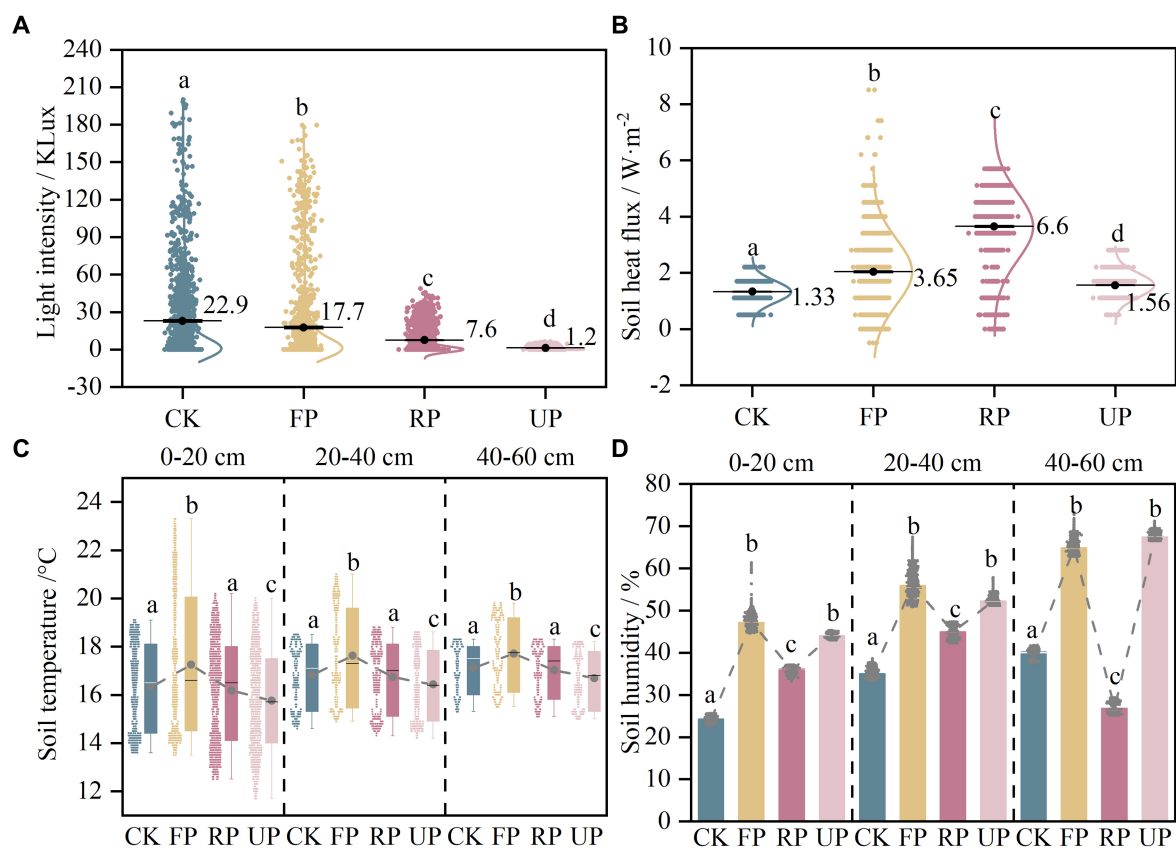 A
Light intensity / KLux
240
210
180
150
120
90
60
30
0
-30
a
b
c
d
22.9
17.7
7.6
1.2
CK FP RP UP
B
Soil heat flux / W·m-2
10
8
6
4
2
0
-2
a
b
c
d
1.33
3.65
6.6
1.56
CK FP RP UP
C
0-20 cm 20-40 cm 40-60 cm
Soil temperature /°C
24
22
20
18
16
14
12
a b a c
a b a c
a b a c
CK FP RP UP CK FP RP UP CK FP RP UP
D
0-20 cm 20-40 cm 40-60 cm
Soil humidity / %
80
70
60
50
40
30
20
10
0
a b c b
a b c b
a b c b
CK FP RP UP CK FP RP UP CK FP RP UP